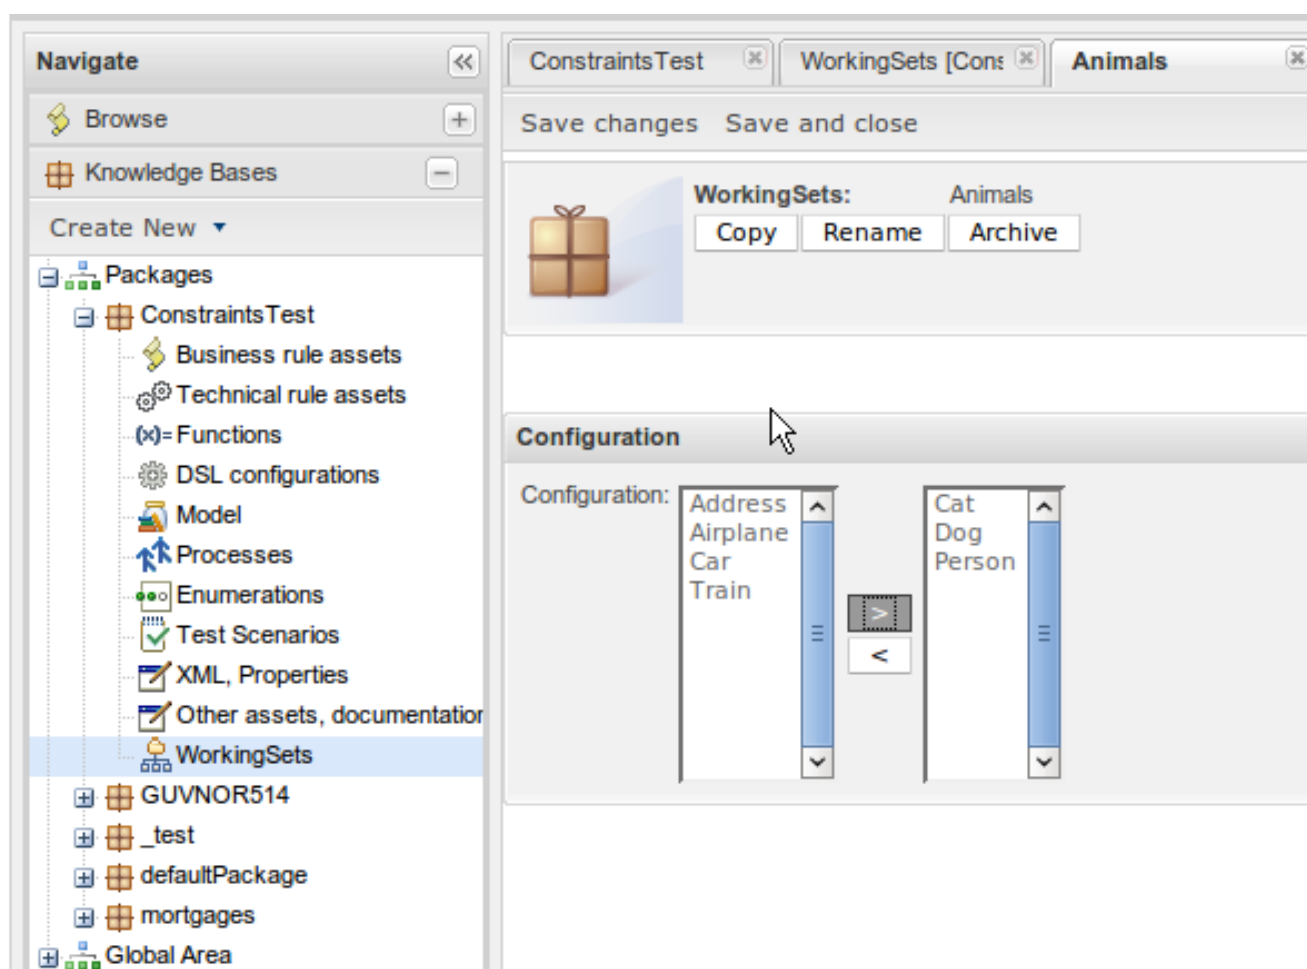 Navigate
Browse
Knowledge Bases
Create New
Packages
ConstraintsTest
Business rule assets
Technical rule assets
(x)= Functions
DSL configurations
Model
Processes
Enumerations
Test Scenarios
XML, Properties
Other assets, documentation
WorkingSets
GUVNOR514
_test
defaultPackage
mortgages
Global Area
ConstraintsTest WorkingSets [Cons Animals
Save changes Save and close
WorkingSets: Animals
Copy Rename Archive
Configuration
Configuration:
Address
Airplane
Car
Train
>
<
Cat
Dog
Person